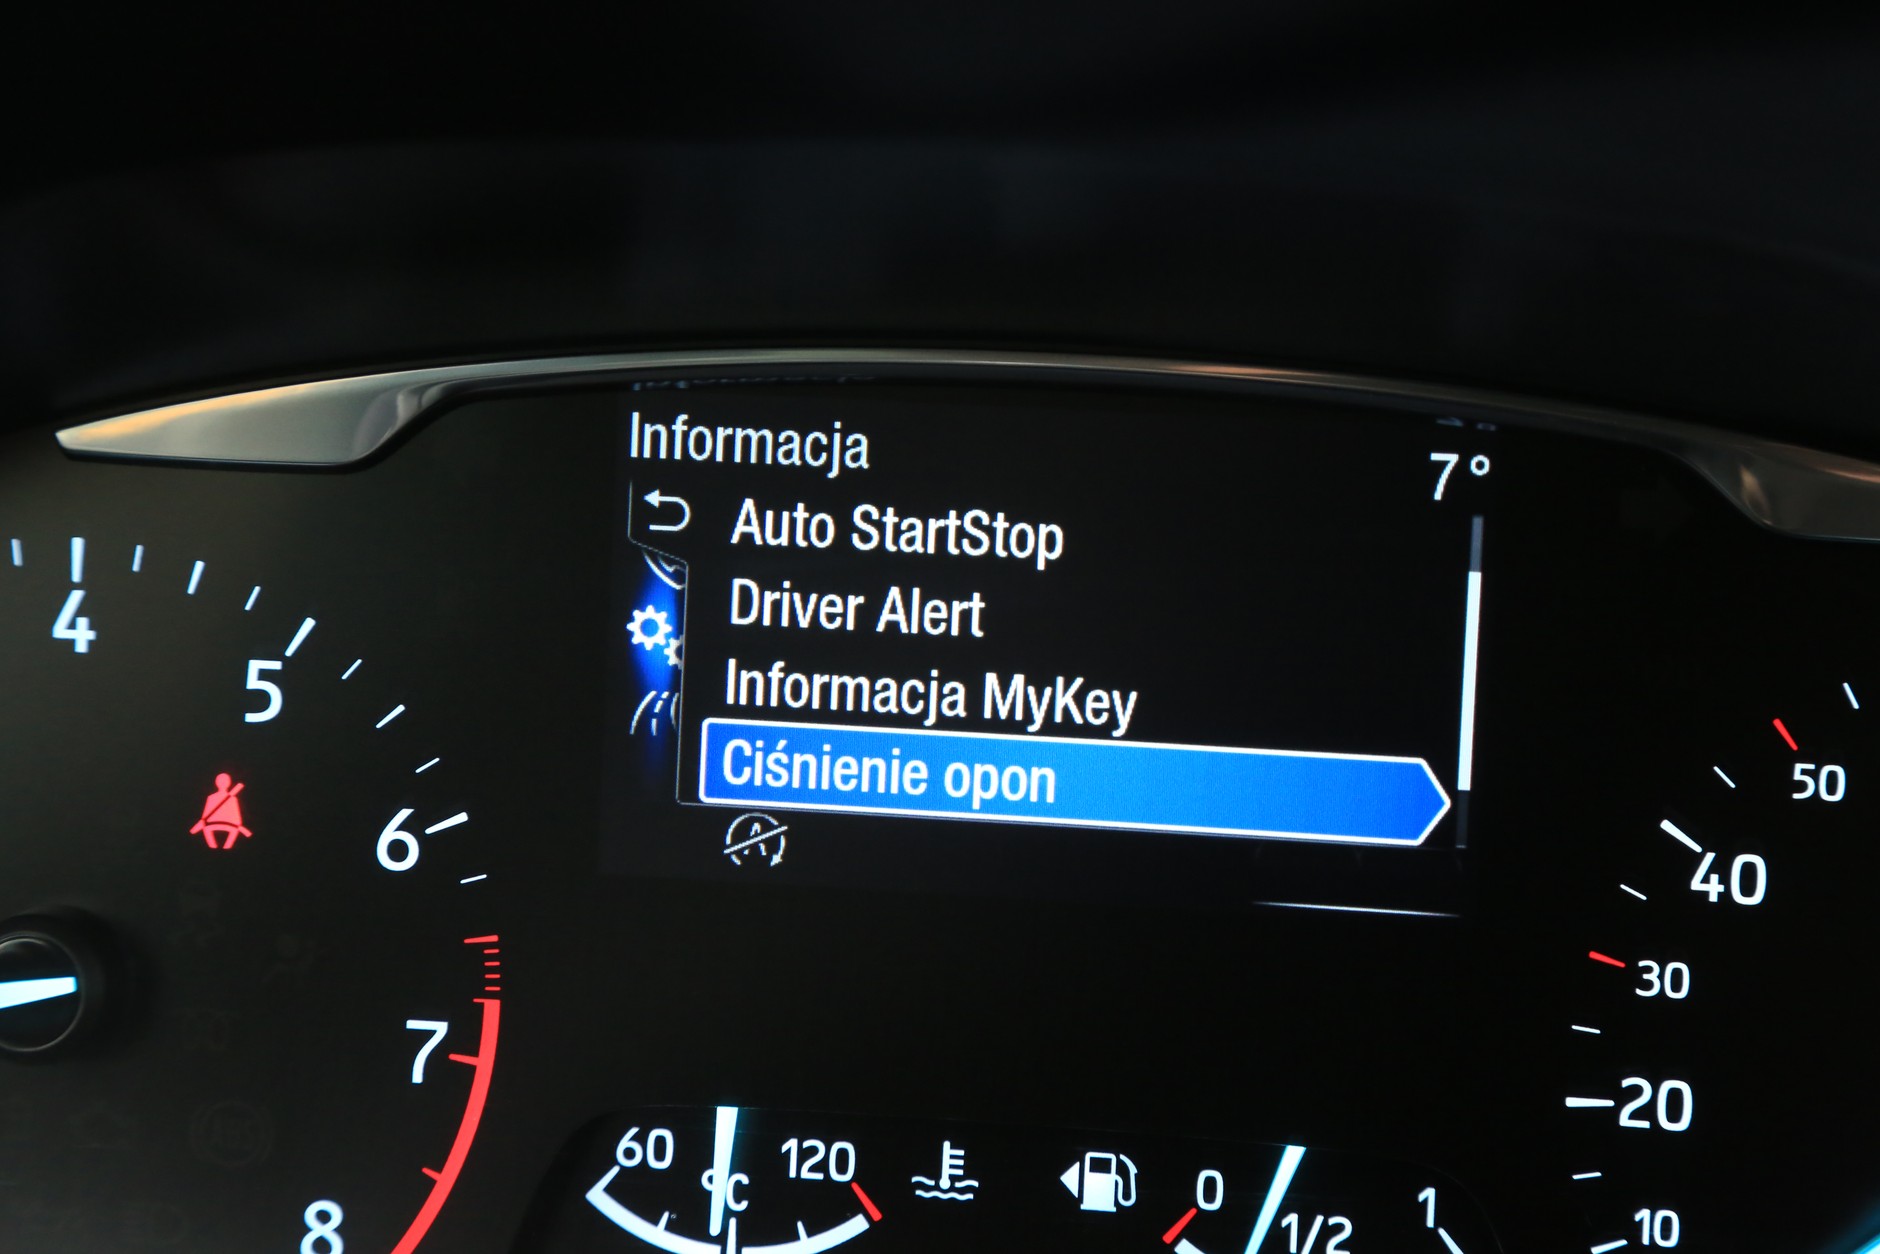 Informacja
7°
Auto StartStop
Driver Alert
Informacja MyKey
Ciśnienie opon
A
4
5
6
7
8
50
40
30
20
10
60
°C
120
0
1/2
1